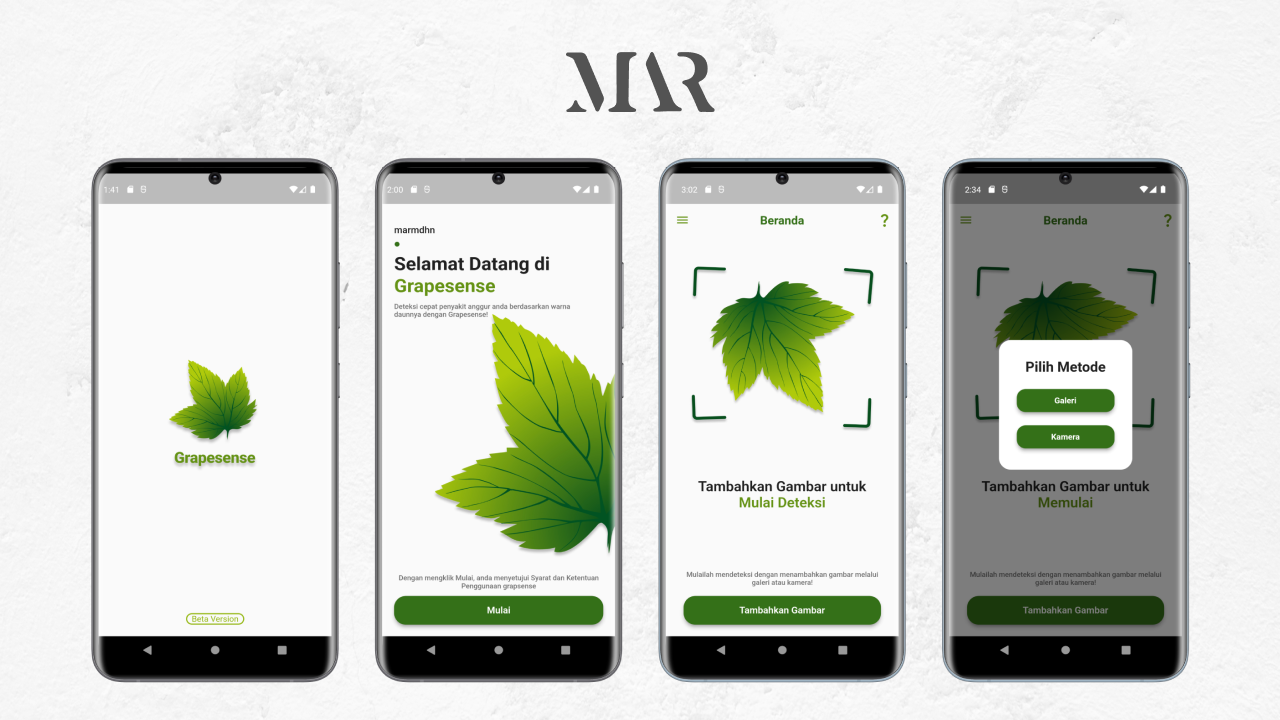 MAR
1:41
Grapesense
Beta Version
2:00
marmdhn
Selamat Datang di
Grapesense
Deteksi cepat penyakit anggur anda berdasarkan warna
daunnya dengan Grapesense!
Dengan mengklik Mulai, anda menyetujui Syarat dan Ketentuan
Penggunaan grapsense
Mulai
3:02
Beranda
?
Tambahkan Gambar untuk
Mulai Deteksi
Mulailah mendeteksi dengan menambahkan gambar melalui
galeri atau kamera!
Tambahkan Gambar
2:34
Beranda
?
Pilih Metode
Galeri
Kamera
Tambahkan Gambar untuk
Memulai
Mulailah mendeteksi dengan menambahkan gambar melalui
galeri atau kamera!
Tambahkan Gambar